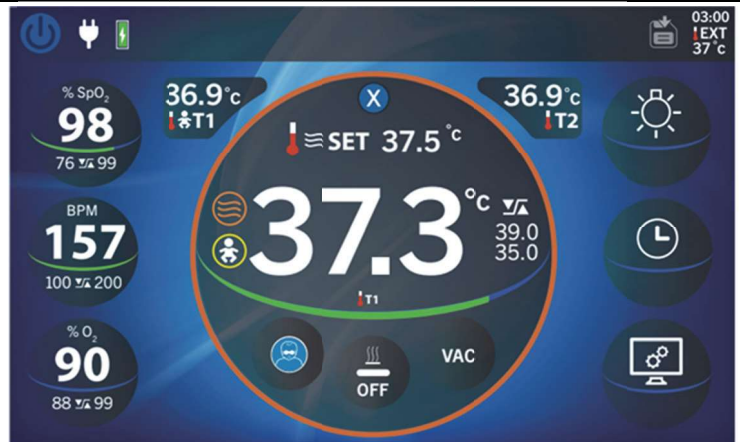 03:00
EXT
37 °C
% SpO₂
98
76 99
36.9°c
T1
X
36.9°c
T2
SET 37.5 °c
BPM
157
100 200
37.3 °c
39.0
35.0
T1
% O₂
90
88 99
OFF
VAC